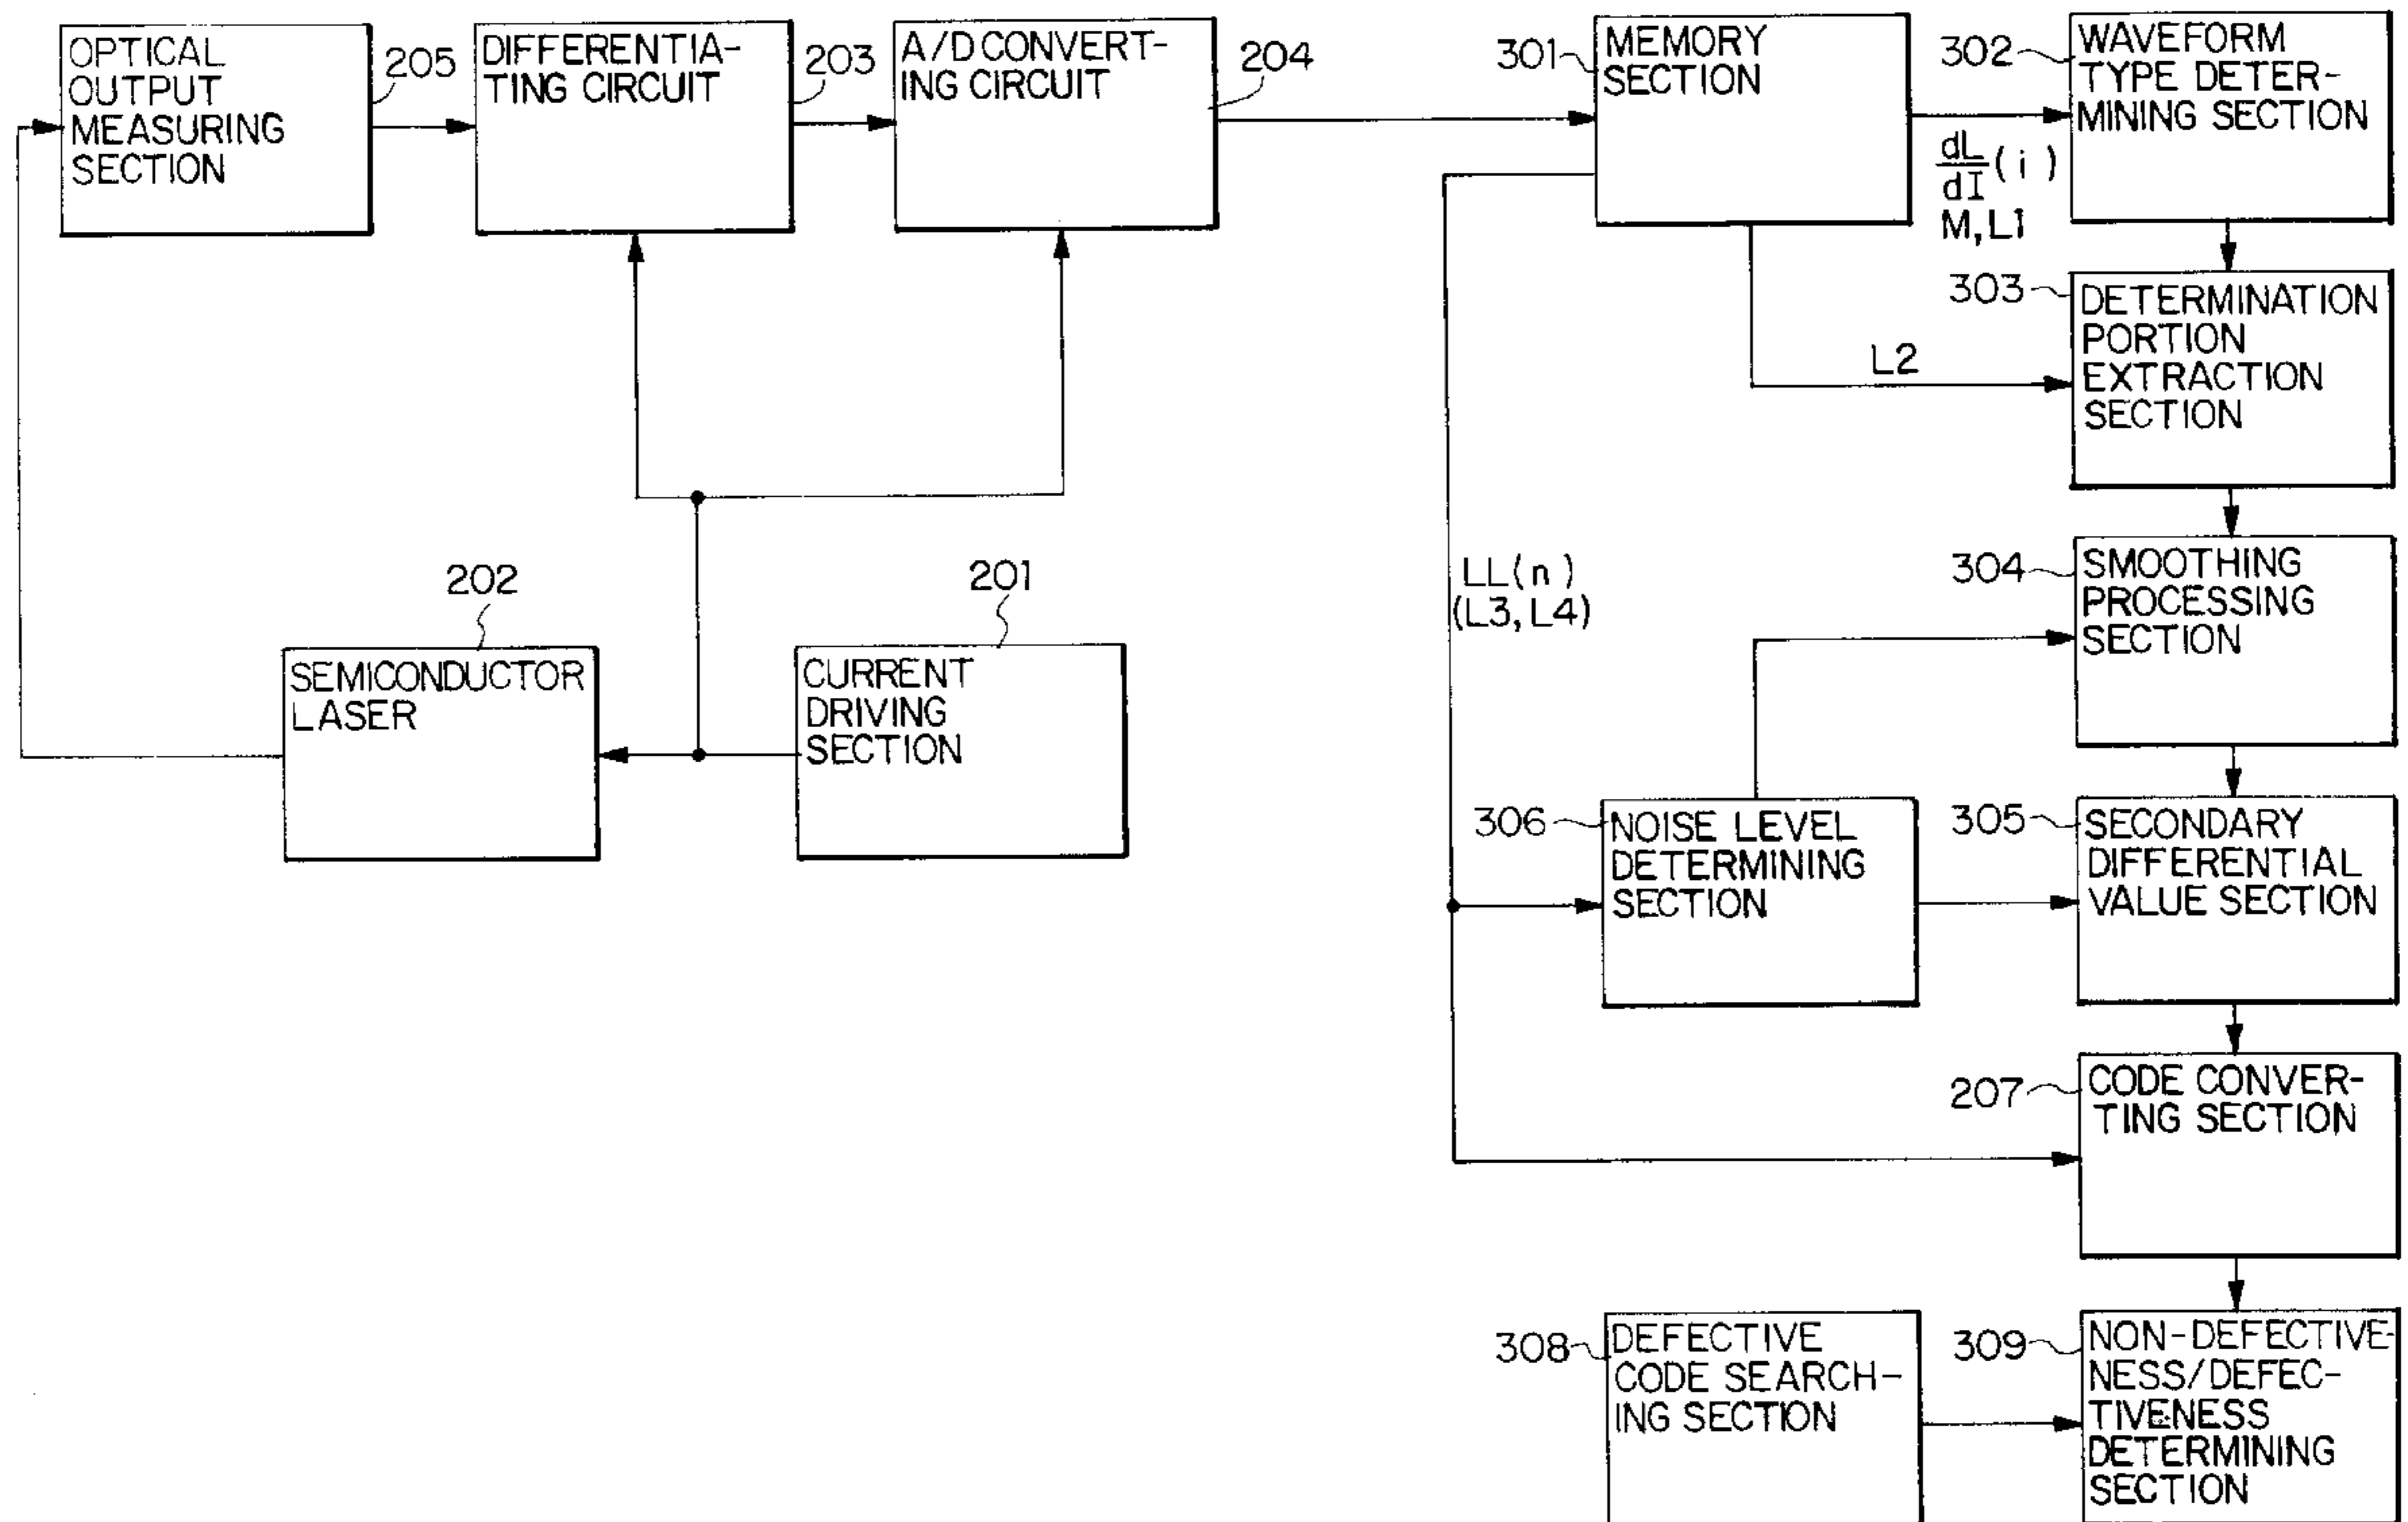 OPTICAL
OUTPUT
MEASURING
SECTION
205
DIFFERENTIA-
TING CIRCUIT
203
A/D CONVERT-
ING CIRCUIT
204
301
MEMORY
SECTION
302
WAVEFORM
TYPE DETER-
MINING SECTION
dL
dI
(i)
M, L1
303
DETERMINATION
PORTION
EXTRACTION
SECTION
L2
202
SEMICONDUCTOR
LASER
201
CURRENT
DRIVING
SECTION
LL(n)
(L3, L4)
304
SMOOTHING
PROCESSING
SECTION
306
NOISE LEVEL
DETERMINING
SECTION
305
SECONDARY
DIFFERENTIAL
VALUE SECTION
207
CODE CONVER-
TING SECTION
308
DEFECTIVE
CODE SEARCH-
ING SECTION
309
NON-DEFECTIVE-
NESS/DEFEC-
TIVENESS
DETERMINING
SECTION